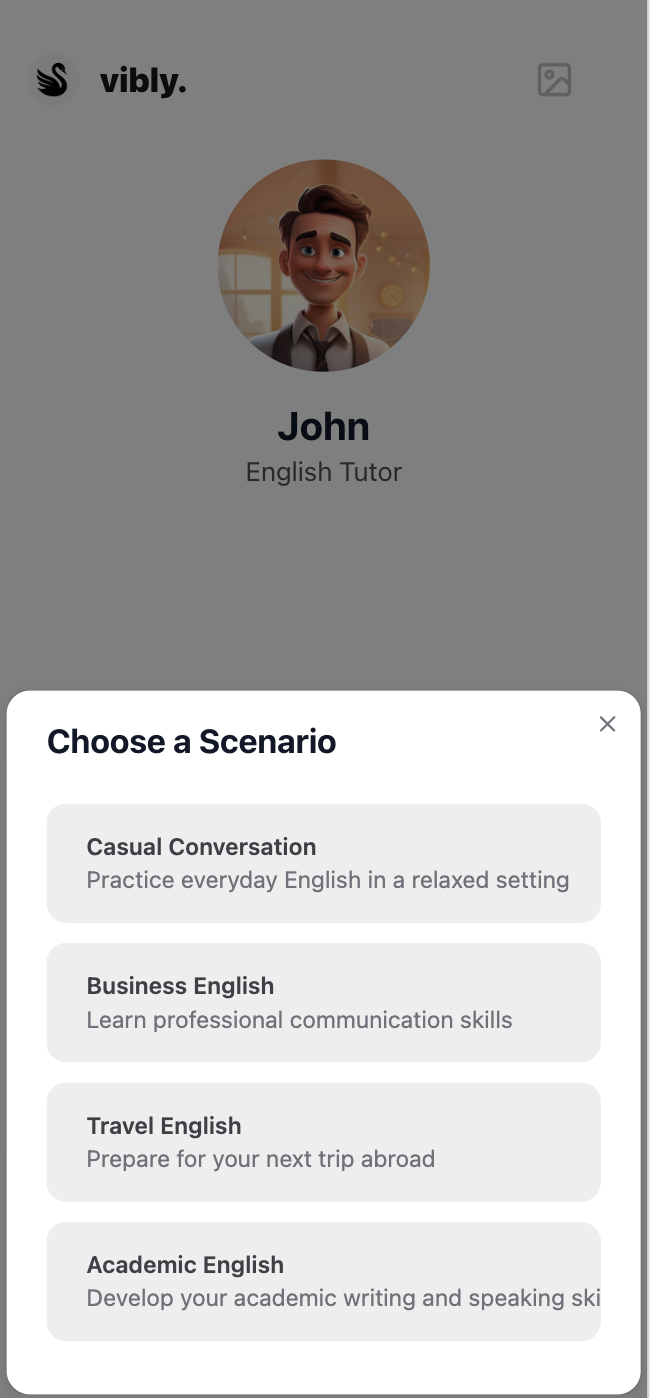 vibly.
John
English Tutor
Choose a Scenario
Casual Conversation
Practice everyday English in a relaxed setting
Business English
Learn professional communication skills
Travel English
Prepare for your next trip abroad
Academic English
Develop your academic writing and speaking ski